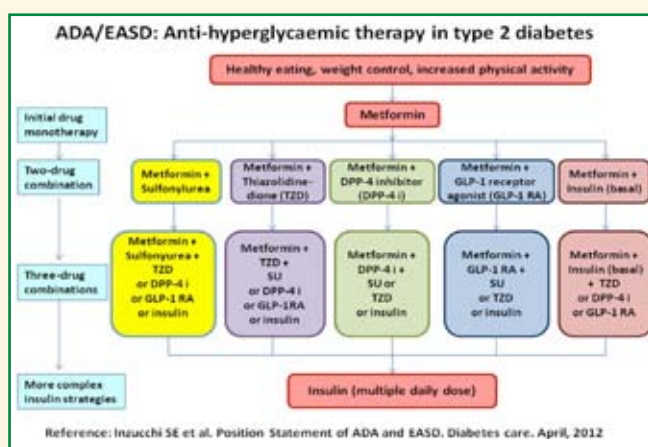 ADA/EASD: Anti-hyperglycaemic therapy in type 2 diabetes
Healthy eating, weight control, increased physical activity
Initial drug
monotherapy
Metformin
Two-drug
combination
Metformin +
Sulfonylurea
Metformin +
Thiazolidine-
dione (TZD)
Metformin +
DPP-4 inhibitor
(DPP-4 i)
Metformin +
GLP-1 receptor
agonist (GLP-1 RA)
Metformin +
Insulin (basal)
Three-drug
combinations
Metformin +
Sulfonyurea +
TZD
or DPP-4 i
or GLP-1 RA
or insulin
Metformin +
TZD +
SU
or DPP-4 i
or GLP-1RA
or insulin
Metformin +
DPP-4 i +
SU or
TZD
or insulin
Metformin +
GLP-1 RA +
SU
or TZD
or insulin
Metformin +
Insulin (basal)
+ TZD
or DPP-4 i
or GLP-1 RA
More complex
insulin strategies
Insulin (multiple daily dose)
Reference: Inzucchi SE et al. Position Statement of ADA and EASD. Diabetes care. April, 2012